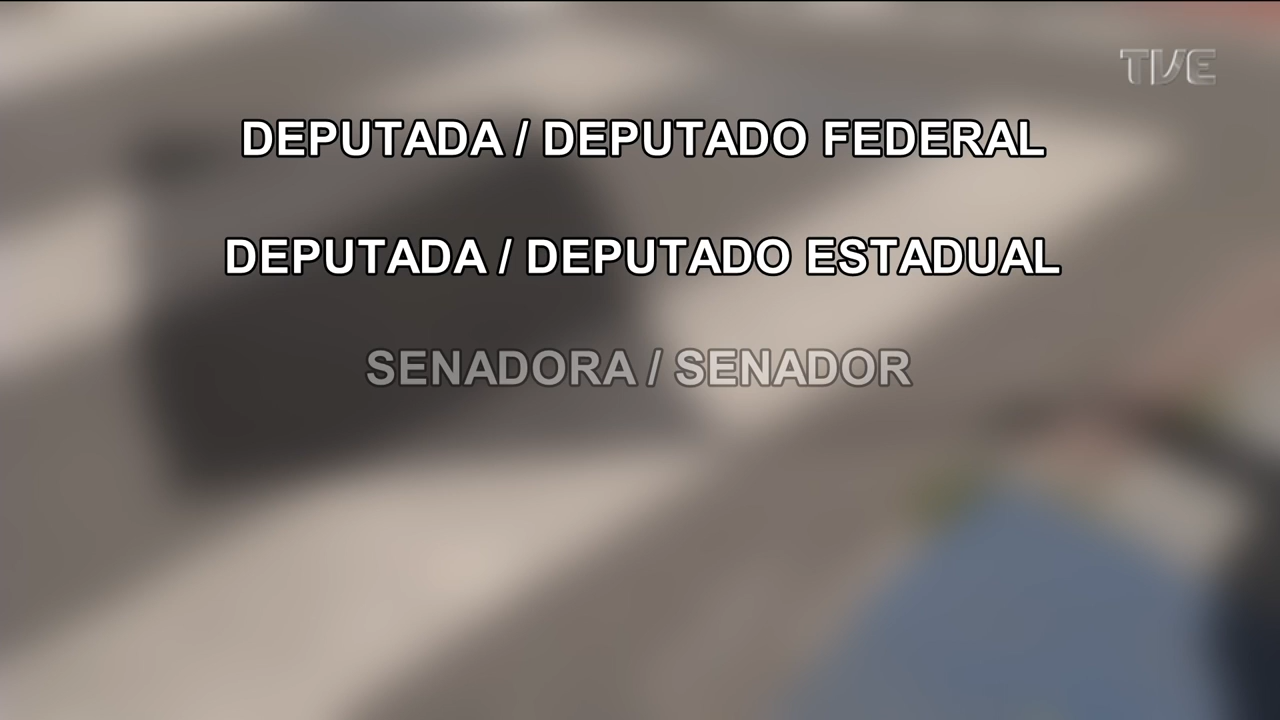 TVE
DEPUTADA / DEPUTADO FEDERAL
DEPUTADA / DEPUTADO ESTADUAL
SENADORA / SENADOR